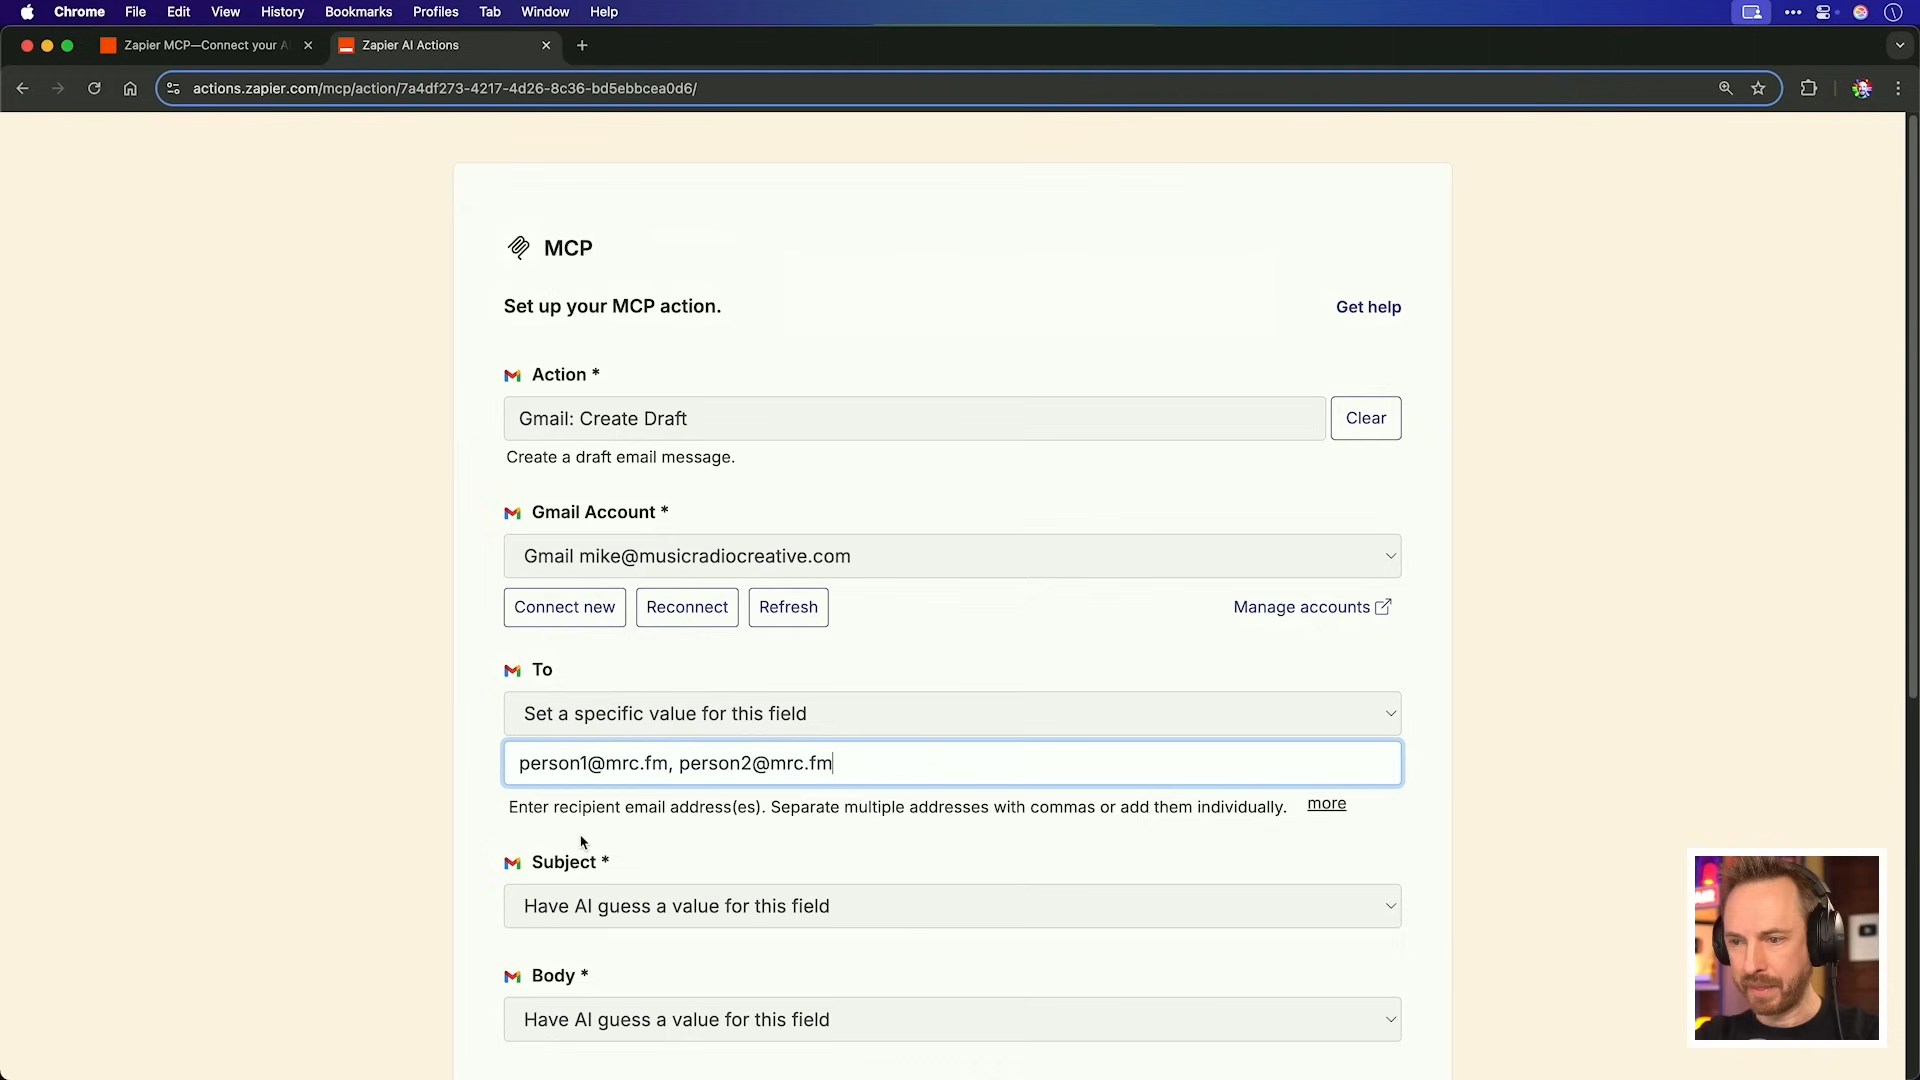 Chrome File Edit View History Bookmarks Profiles Tab Window Help
Zapier MCP—Connect your A
Zapier AI Actions
actions.zapier.com/mcp/action/7a4df273-4217-4d26-8c36-bd5ebbcea0d6/
MCP
Set up your MCP action.
Get help
Action *
Gmail: Create Draft
Clear
Create a draft email message.
Gmail Account *
Gmail mike@musicradiocreative.com
Connect new
Reconnect
Refresh
Manage accounts
To
Set a specific value for this field
person1@mrc.fm, person2@mrc.fm
Enter recipient email address(es). Separate multiple addresses with commas or add them individually. more
Subject *
Have AI guess a value for this field
Body *
Have AI guess a value for this field